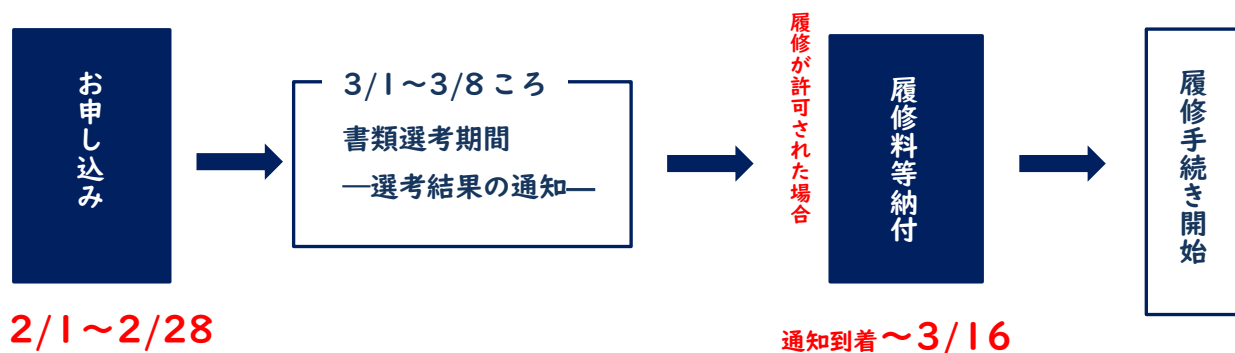 お申し込み
2/1～2/28
3/1～3/8ころ
書類選考期間
―選考結果の通知―
履修が許可された場合
履修料等納付
通知到着～3/16
履修手続き開始